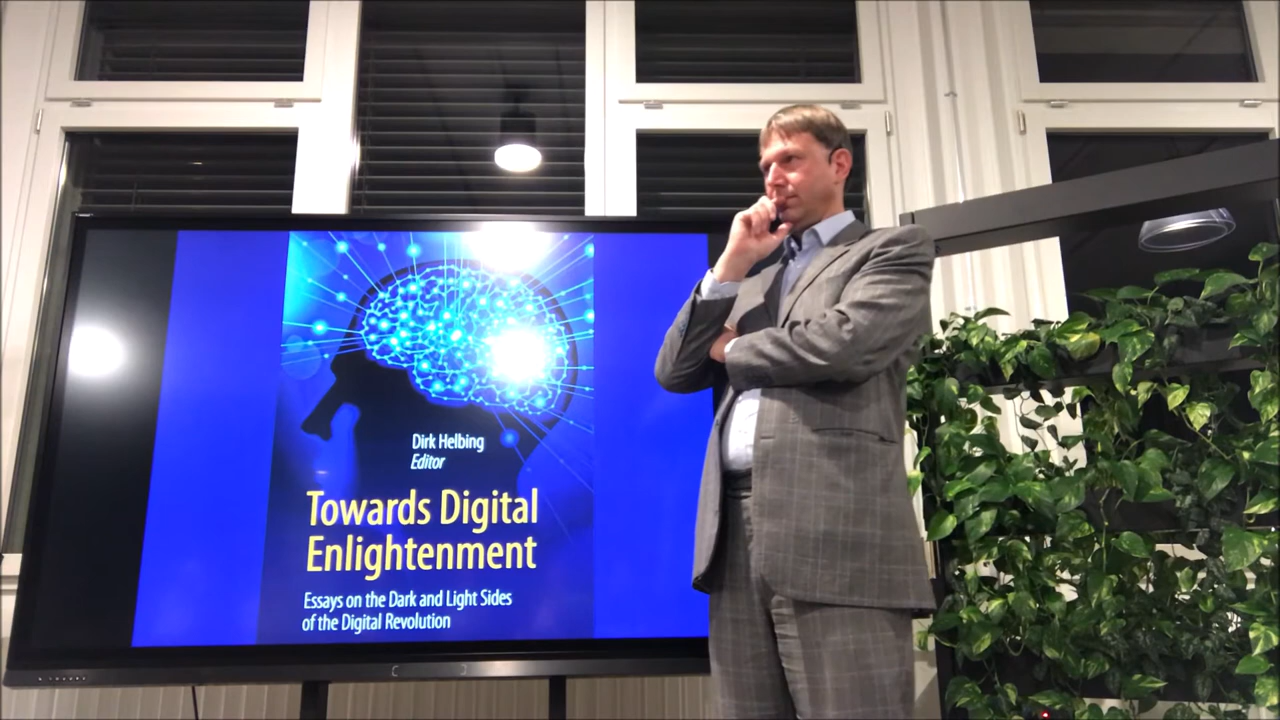 Dirk Helbing
Editor
Towards Digital
Enlightenment
Essays on the Dark and Light Sides
of the Digital Revolution